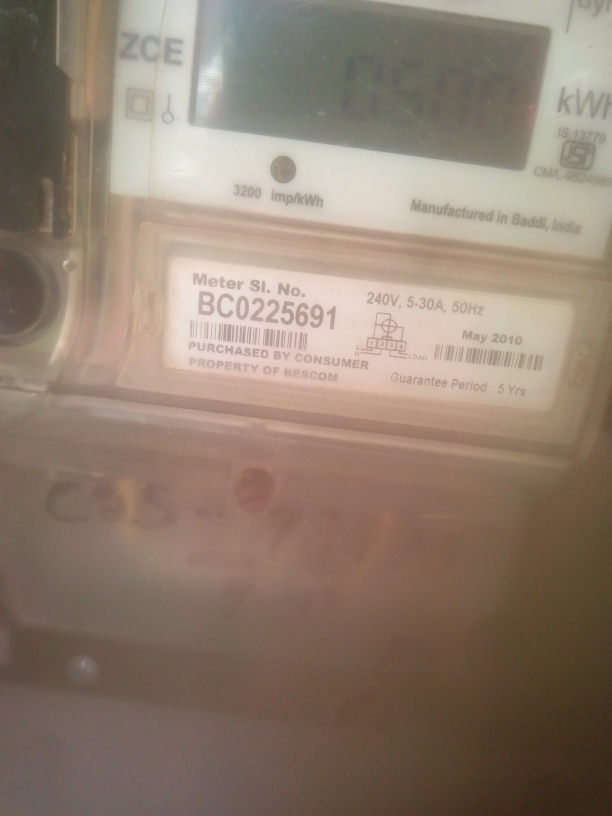 ZCE
kWh
IS 13779
3200 imp/kWh
Manufactured in Baddi, India
Meter Sl. No.
BC0225691
240V, 5-30A, 50Hz
May 2010
LOAD
PURCHASED BY CONSUMER
PROPERTY OF BESCOM
Guarantee Period : 5 Yrs